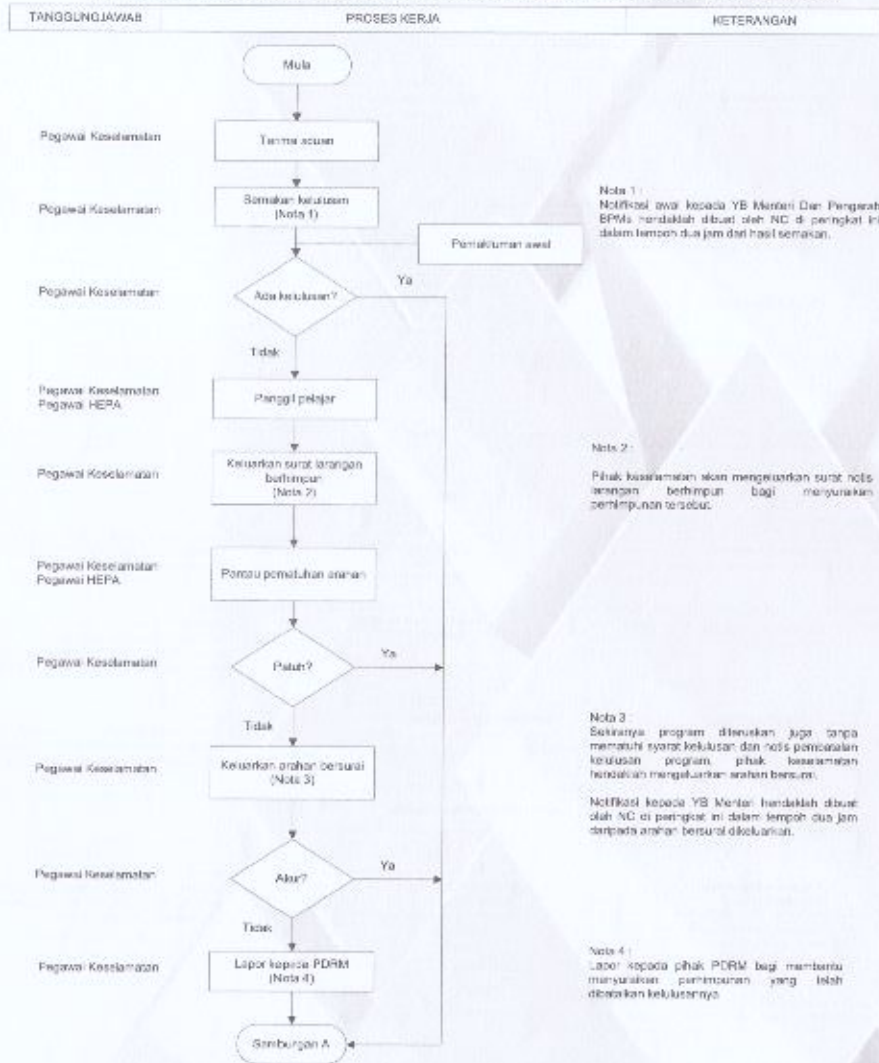 TANGGUNGJAWAB
PROSES KERJA
KETERANGAN
Mula
Pegawai Keselamatan
Terima aduan
Pegawai Keselamatan
Semakan kelulusan
(Nota 1)
Nota 1 :
Notifikasi awal kepada YB Menteri Dan Pengarah
BPMs hendaklah dibuat oleh NC di peringkat ini
dalam tempoh dua jam dari hasil semakan.
Pemakluman awal
Pegawai Keselamatan
Ada kelulusan?
Ya
Tidak
Pegawai Keselamatan
Pegawai HEPA
Panggil pelajar
Pegawai Keselamatan
Keluarkan surat larangan
berhimpun
(Nota 2)
Nota 2 :
Pihak keselamatan akan mengeluarkan surat notis
larangan berhimpun bagi menyuraikan
perhimpunan tersebut.
Pegawai Keselamatan
Pegawai HEPA
Pantau pematuhan arahan
Pegawai Keselamatan
Patuh?
Ya
Tidak
Pegawai Keselamatan
Keluarkan arahan bersurai
(Nota 3)
Nota 3 :
Sekiranya program diteruskan juga tanpa
mematuhi syarat kelulusan dan notis pembatalan
kelulusan program, pihak keselamatan
hendaklah mengeluarkan arahan bersurai.
Notifikasi kepada YB Menteri hendaklah dibuat
oleh NC di peringkat ini dalam tempoh dua jam
daripada arahan bersurai dikeluarkan.
Pegawai Keselamatan
Akur?
Ya
Tidak
Pegawai Keselamatan
Lapor kepada PDRM
(Nota 4)
Nota 4 :
Lapor kepada pihak PDRM bagi membantu
menyuraikan perhimpunan yang telah
dibatalkan kelulusannya
Sambungan A